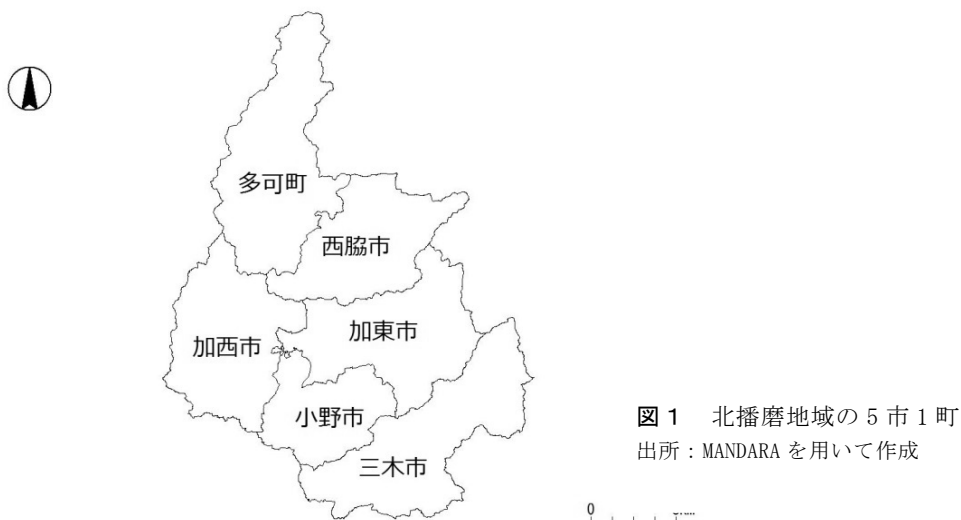 多可町
西脇市
加西市
加東市
小野市
三木市
図1 北播磨地域の5市1町
出所：MANDARAを用いて作成
0